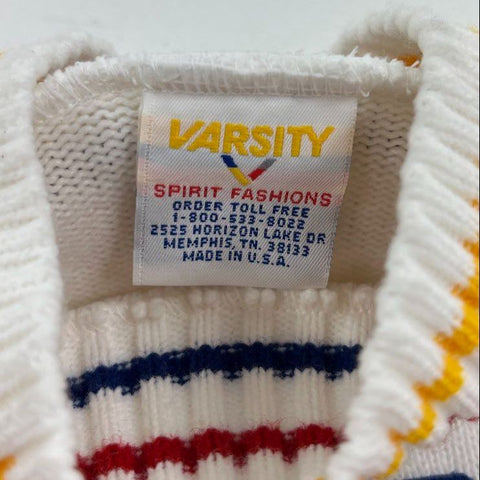 VARSITY
SPIRIT FASHIONS
ORDER TOLL FREE
1-800-533-8022
2525 HORIZON LAKE DR
MEMPHIS, TN. 38133
MADE IN U.S.A.